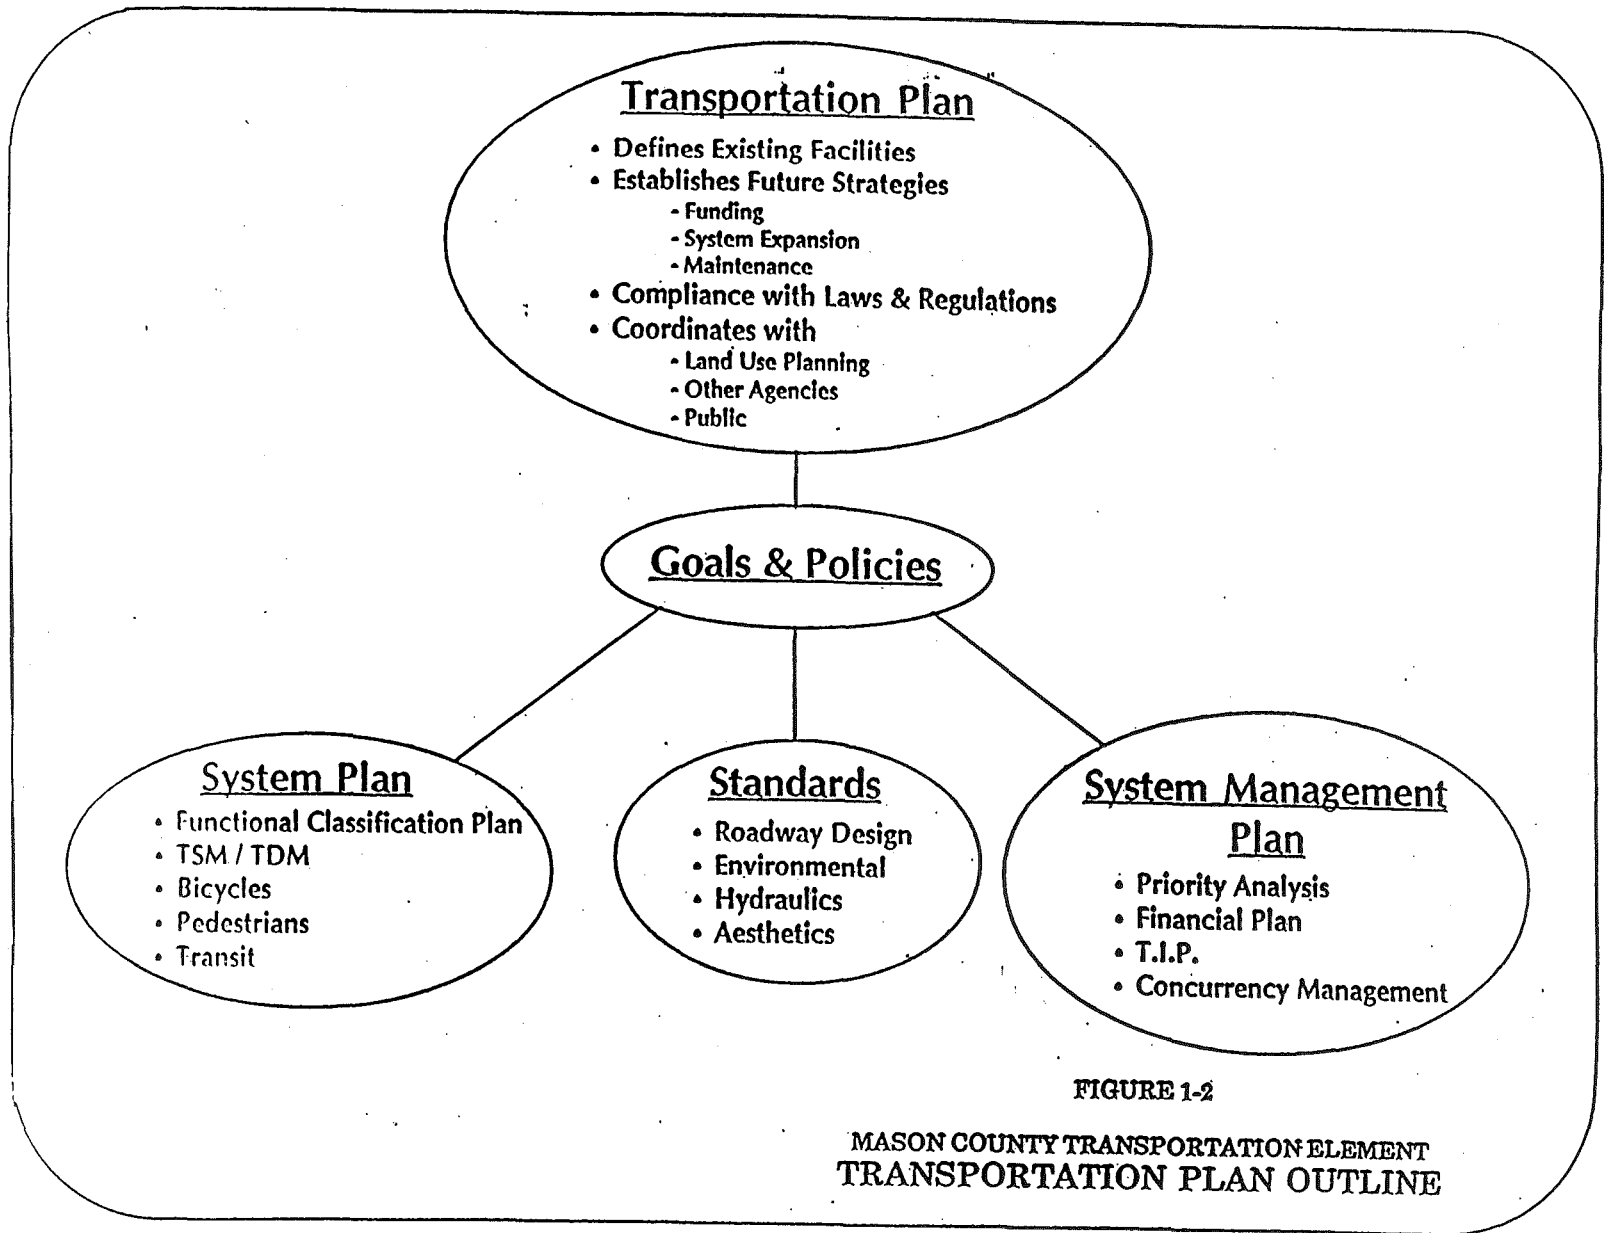 Transportation Plan
• Defines Existing Facilities
• Establishes Future Strategies
- Funding
- System Expansion
- Maintenance
• Compliance with Laws & Regulations
• Coordinates with
- Land Use Planning
- Other Agencies
- Public
Goals & Policies
System Plan
• Functional Classification Plan
• TSM / TDM
• Bicycles
• Pedestrians
• Transit
Standards
• Roadway Design
• Environmental
• Hydraulics
• Aesthetics
System Management
Plan
• Priority Analysis
• Financial Plan
• T.I.P.
• Concurrency Management
FIGURE 1-2
MASON COUNTY TRANSPORTATION ELEMENT
TRANSPORTATION PLAN OUTLINE